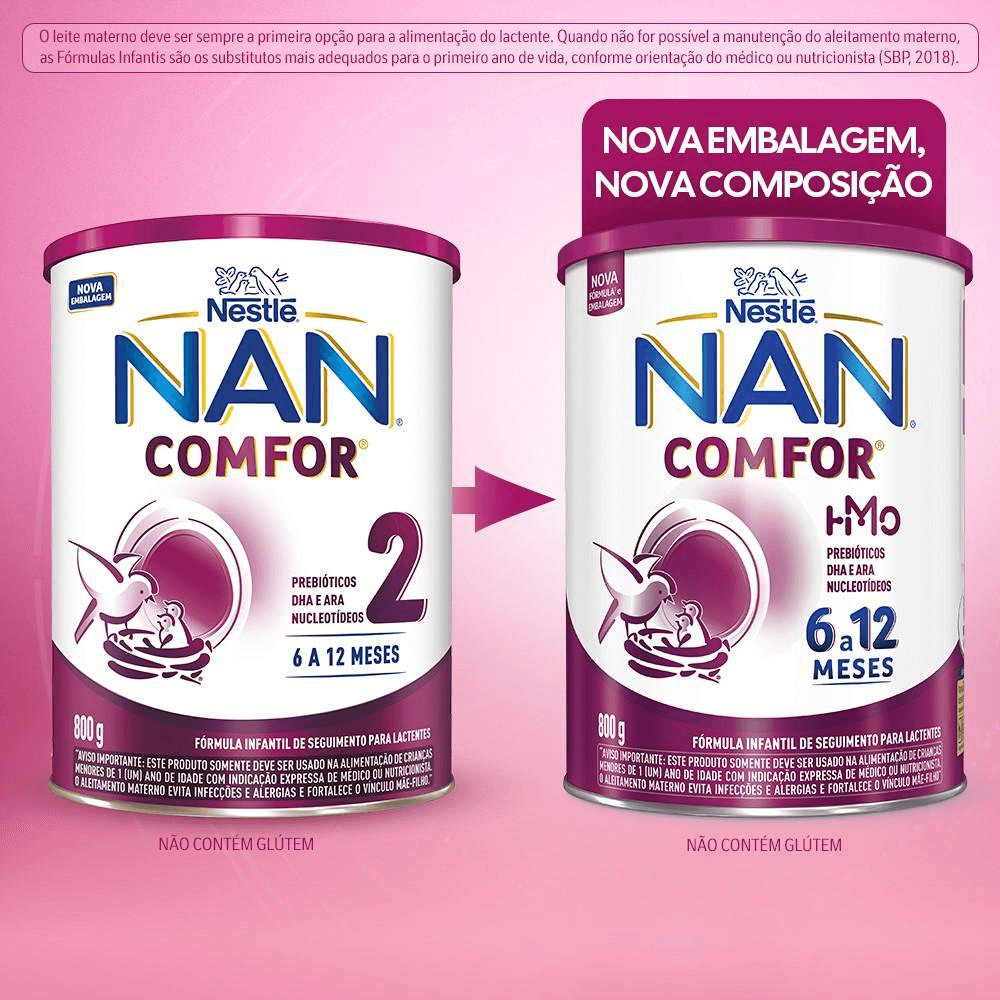 O leite materno deve ser sempre a primeira opção para a alimentação do lactente. Quando não for possível a manutenção do aleitamento materno,
as Fórmulas Infantis são os substitutos mais adequados para o primeiro ano de vida, conforme orientação do médico ou nutricionista (SBP, 2018).
NOVA EMBALAGEM,
NOVA COMPOSIÇÃO
NOVA
EMBALAGEM
Nestlé
NAN
COMFOR
2
PREBIÓTICOS
DHA E ARA
NUCLEOTÍDEOS
6 A 12 MESES
800 g
FÓRMULA INFANTIL DE SEGUIMENTO PARA LACTENTES
"AVISO IMPORTANTE: ESTE PRODUTO SOMENTE DEVE SER USADO NA ALIMENTAÇÃO DE CRIANÇAS
MENORES DE 1 (UM) ANO DE IDADE COM INDICAÇÃO EXPRESSA DE MÉDICO OU NUTRICIONISTA.
O ALEITAMENTO MATERNO EVITA INFECÇÕES E ALERGIAS E FORTALECE O VÍNCULO MÃE-FILHO."
NÃO CONTÉM GLÚTEM
NOVA
FÓRMULA e
EMBALAGEM
Nestlé
NAN
COMFOR
HMO
PREBIÓTICOS
DHA E ARA
NUCLEOTÍDEOS
6 a 12
MESES
800 g
FÓRMULA INFANTIL DE SEGUIMENTO PARA LACTENTES
"AVISO IMPORTANTE: ESTE PRODUTO SOMENTE DEVE SER USADO NA ALIMENTAÇÃO DE CRIANÇAS
MENORES DE 1 (UM) ANO DE IDADE COM INDICAÇÃO EXPRESSA DE MÉDICO OU NUTRICIONISTA.
O ALEITAMENTO MATERNO EVITA INFECÇÕES E ALERGIAS E FORTALECE O VÍNCULO MÃE-FILHO."
NÃO CONTÉM GLÚTEM